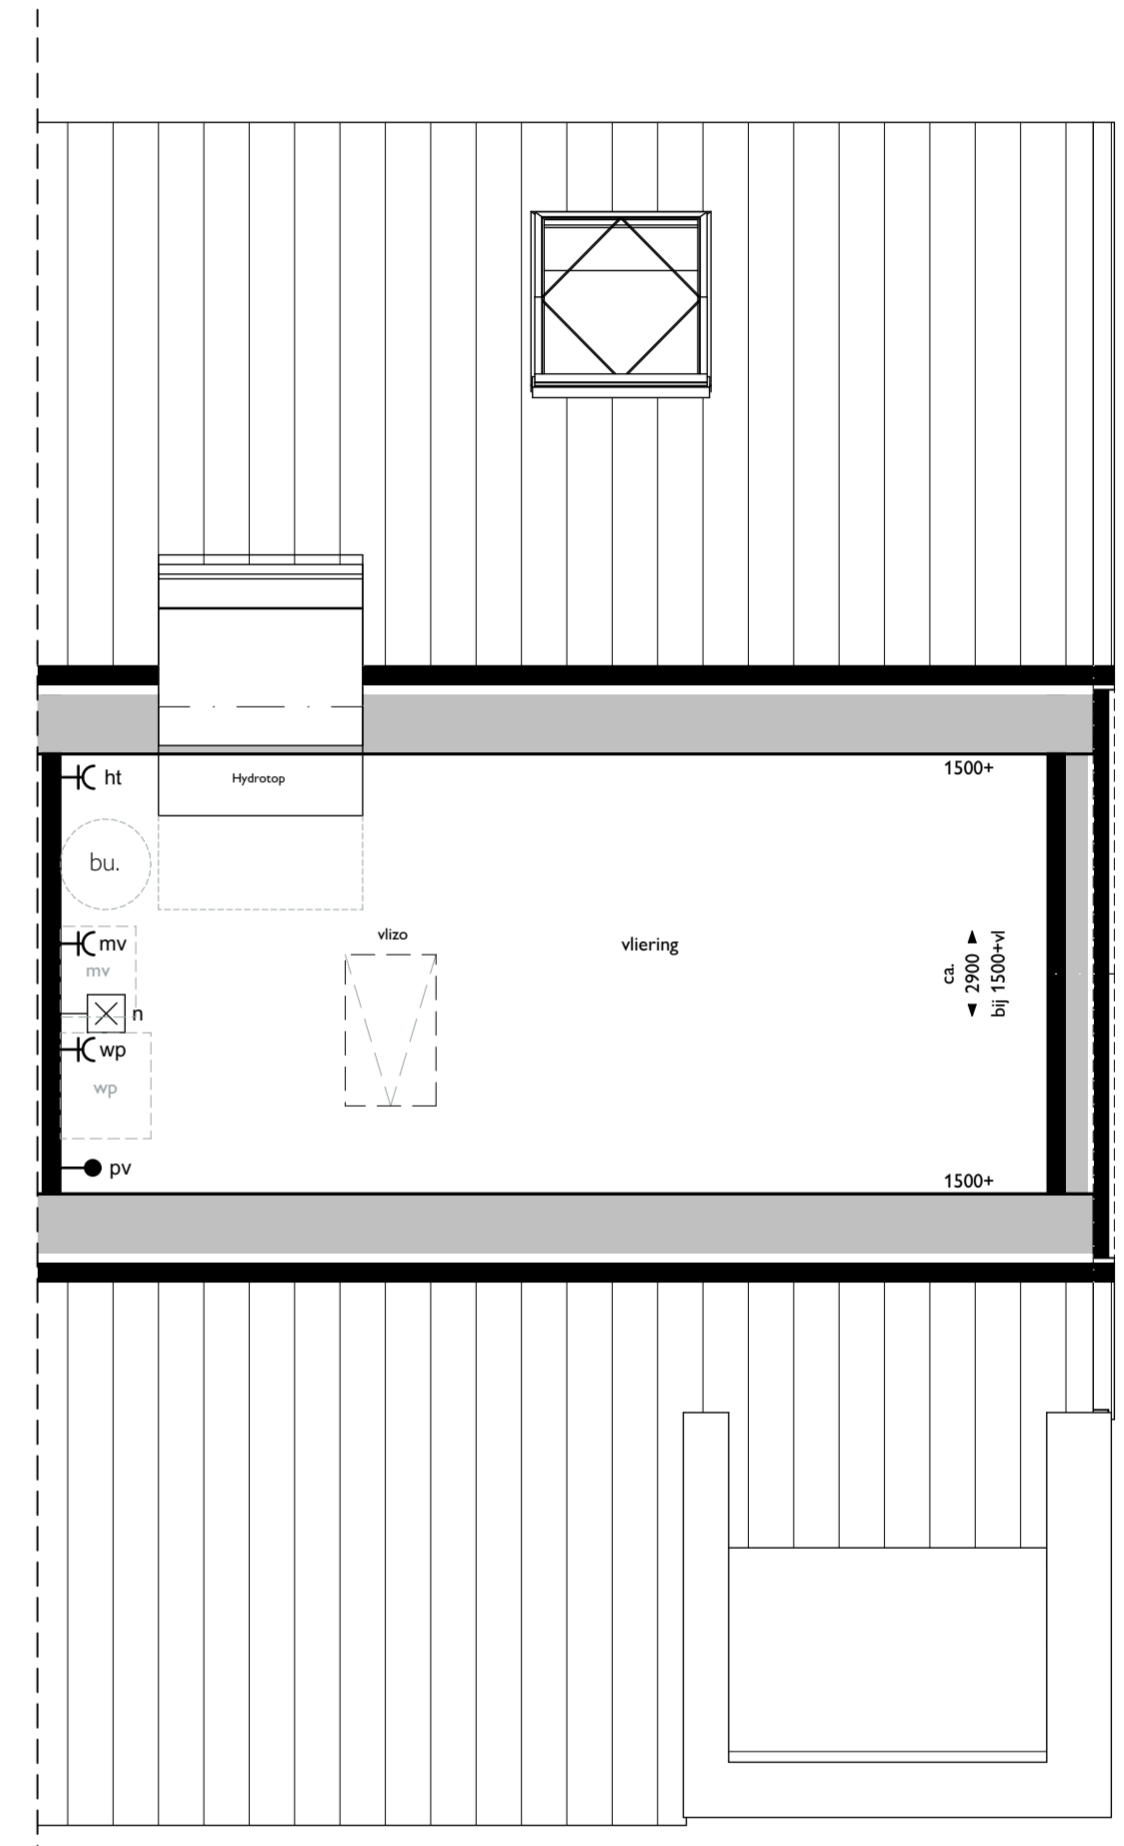 ht
Hydrotop
1500+
bu.
mv
mv
vlizo
vliering
ca.
2900
bij 1500+vl
n
wp
wp
pv
1500+